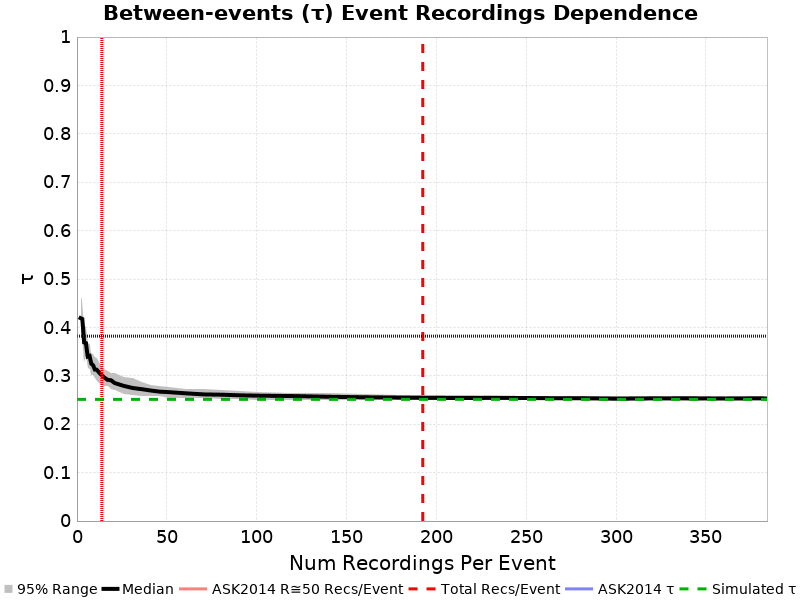 Between-events (τ) Event Recordings Dependence
1
0.9
0.8
0.7
0.6
0.5
0.4
0.3
0.2
0.1
0
τ
0 50 100 150 200 250 300 350
Num Recordings Per Event
95% Range Median ASK2014 R≅50 Recs/Event Total Recs/Event ASK2014 τ Simulated τ